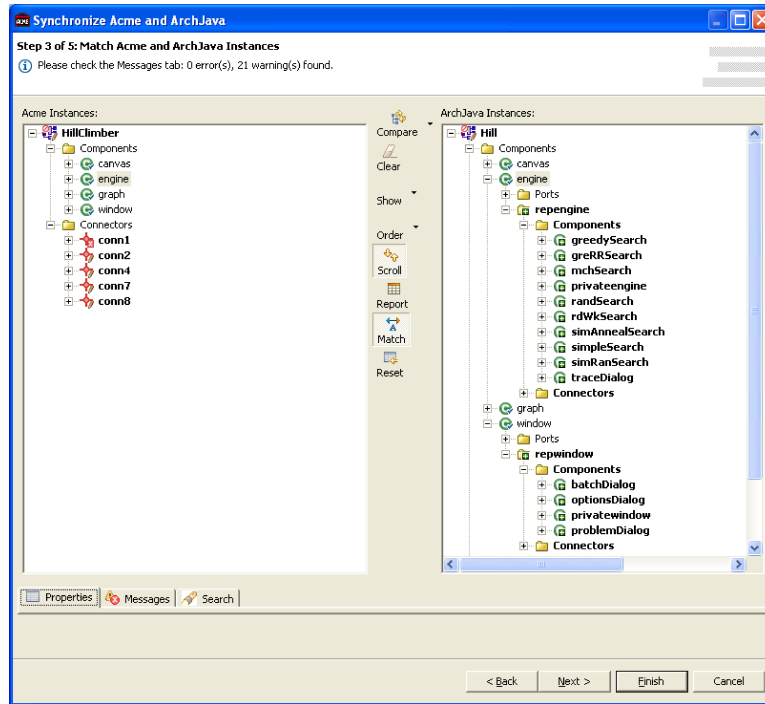 Synchronize Acme and ArchJava
Step 3 of 5: Match Acme and ArchJava Instances
Please check the Messages tab: 0 error(s), 21 warning(s) found.
Acme Instances:
HillClimber
Components
canvas
engine
graph
window
Connectors
conn1
conn2
conn4
conn7
conn8
Compare
Clear
Show
Order
Scroll
Report
Match
Reset
ArchJava Instances:
Hill
Components
canvas
engine
Ports
repengine
Components
greedySearch
greRRSearch
mchSearch
privateengine
randSearch
rdWkSearch
simAnnealSearch
simpleSearch
simRanSearch
traceDialog
Connectors
graph
window
Ports
repwindow
Components
batchDialog
optionsDialog
privatewindow
problemDialog
Connectors
Properties Messages Search
< Back Next > Finish Cancel